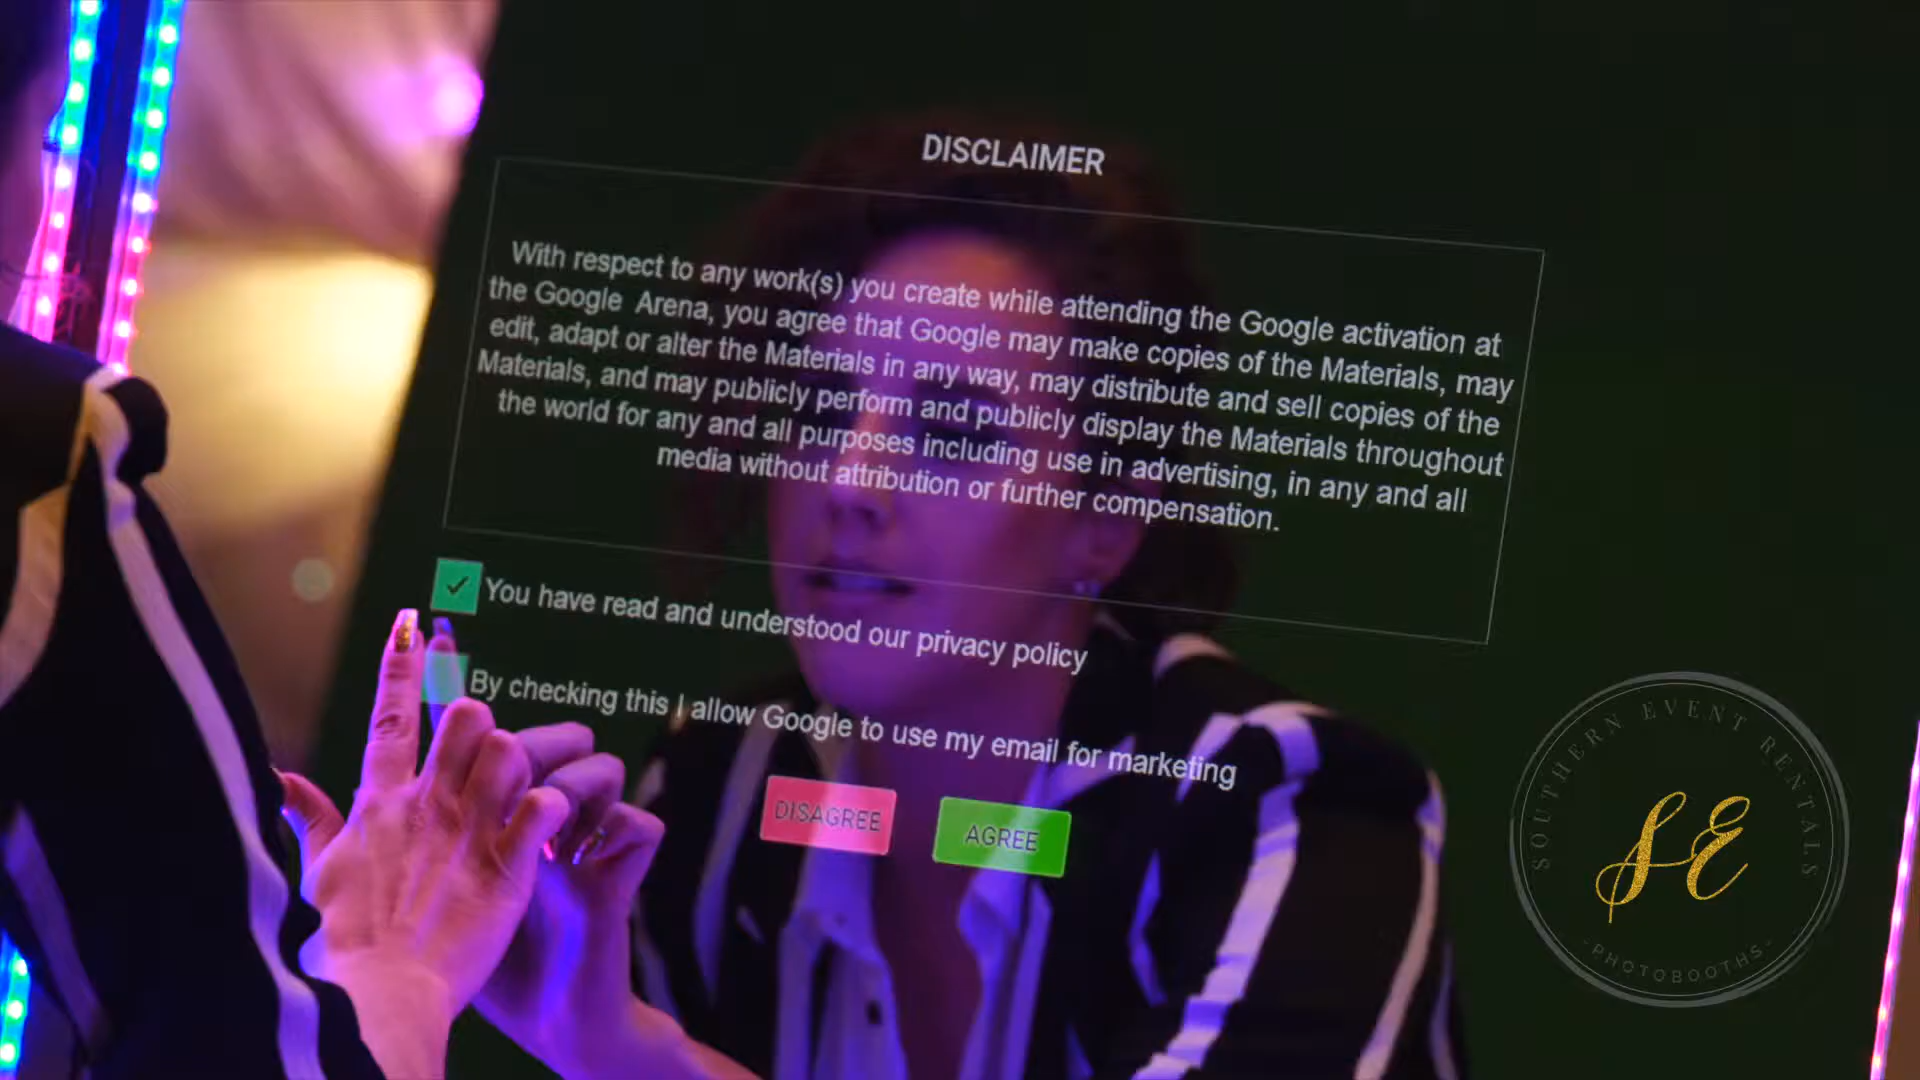 DISCLAIMER
With respect to any work(s) you create while attending the Google activation at
the Google Arena, you agree that Google may make copies of the Materials, may
edit, adapt or alter the Materials in any way, may distribute and sell copies of the
Materials, and may publicly perform and publicly display the Materials throughout
the world for any and all purposes including use in advertising, in any and all
media without attribution or further compensation.
You have read and understood our privacy policy
By checking this I allow Google to use my email for marketing
DISAGREE
AGREE
SOUTHERN EVENT RENTALS
SE
-PHOTOBOOTHS-